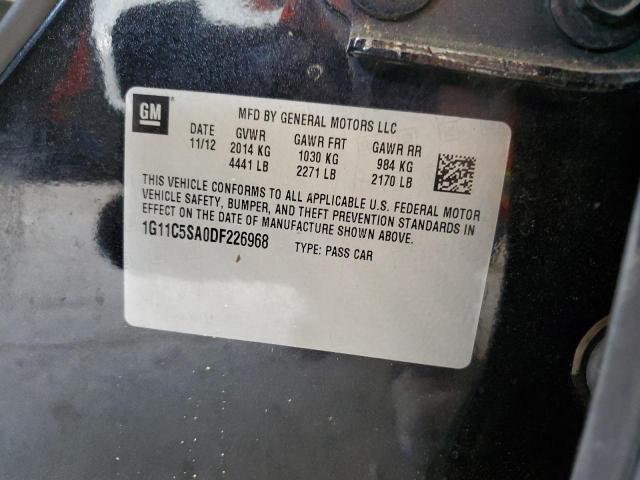 GM
MFD BY GENERAL MOTORS LLC
DATE GVWR GAWR FRT GAWR RR
11/12 2014 KG 1030 KG 984 KG
4441 LB 2271 LB 2170 LB
THIS VEHICLE CONFORMS TO ALL APPLICABLE U.S. FEDERAL MOTOR
VEHICLE SAFETY, BUMPER, AND THEFT PREVENTION STANDARDS IN
EFFECT ON THE DATE OF MANUFACTURE SHOWN ABOVE.
1G11C5SA0DF226968 TYPE: PASS CAR